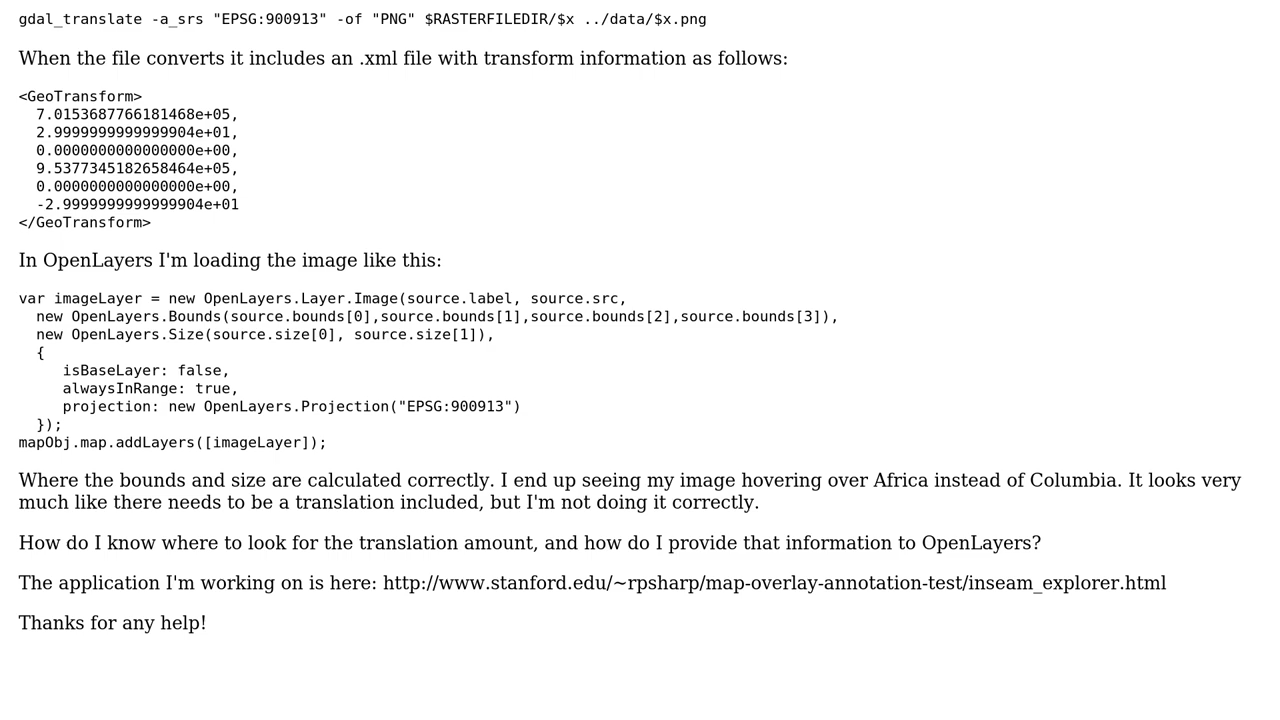 gdal_translate -a_srs "EPSG:900913" -of "PNG" $RASTERFILEDIR/$x ../data/$x.png
When the file converts it includes an .xml file with transform information as follows:
<GeoTransform>
  7.0153687766181468e+05,
  2.9999999999999904e+01,
  0.0000000000000000e+00,
  9.5377345182658464e+05,
  0.0000000000000000e+00,
  -2.9999999999999904e+01
</GeoTransform>
In OpenLayers I'm loading the image like this:
var imageLayer = new OpenLayers.Layer.Image(source.label, source.src,
  new OpenLayers.Bounds(source.bounds[0],source.bounds[1],source.bounds[2],source.bounds[3]),
  new OpenLayers.Size(source.size[0], source.size[1]),
  {
     isBaseLayer: false,
     alwaysInRange: true,
     projection: new OpenLayers.Projection("EPSG:900913")
  });
mapObj.map.addLayers([imageLayer]);
Where the bounds and size are calculated correctly. I end up seeing my image hovering over Africa instead of Columbia. It looks very
much like there needs to be a translation included, but I'm not doing it correctly.
How do I know where to look for the translation amount, and how do I provide that information to OpenLayers?
The application I'm working on is here: http://www.stanford.edu/~rpsharp/map-overlay-annotation-test/inseam_explorer.html
Thanks for any help!